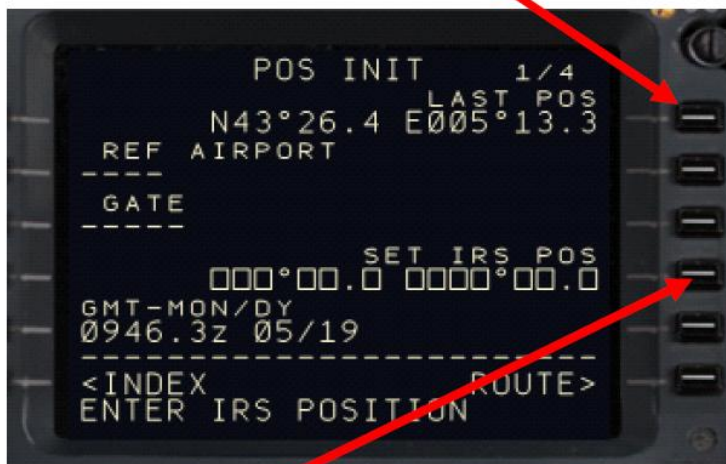 POS INIT 1/4
LAST POS
N43°26.4 E005°13.3
REF AIRPORT
----
GATE
-----
SET IRS POS
□□□°□□.□ □□□□°□□.□
GMT-MON/DY
0946.3z 05/19
------------------------------
<INDEX ROUTE>
ENTER IRS POSITION